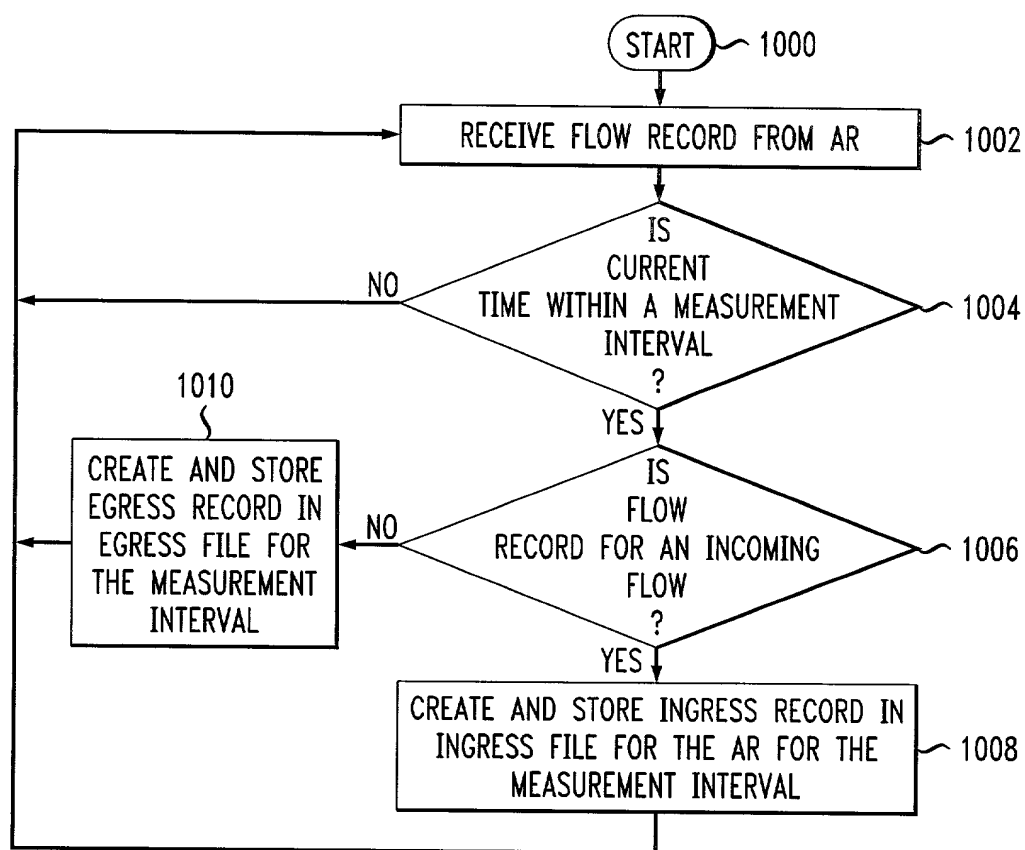 START
1000
RECEIVE FLOW RECORD FROM AR
1002
IS
CURRENT
TIME WITHIN A MEASUREMENT
INTERVAL
?
NO
1004
YES
1010
CREATE AND STORE
EGRESS RECORD IN
EGRESS FILE FOR
THE MEASUREMENT
INTERVAL
NO
IS
FLOW
RECORD FOR AN INCOMING
FLOW
?
1006
YES
CREATE AND STORE INGRESS RECORD IN
INGRESS FILE FOR THE AR FOR THE
MEASUREMENT INTERVAL
1008